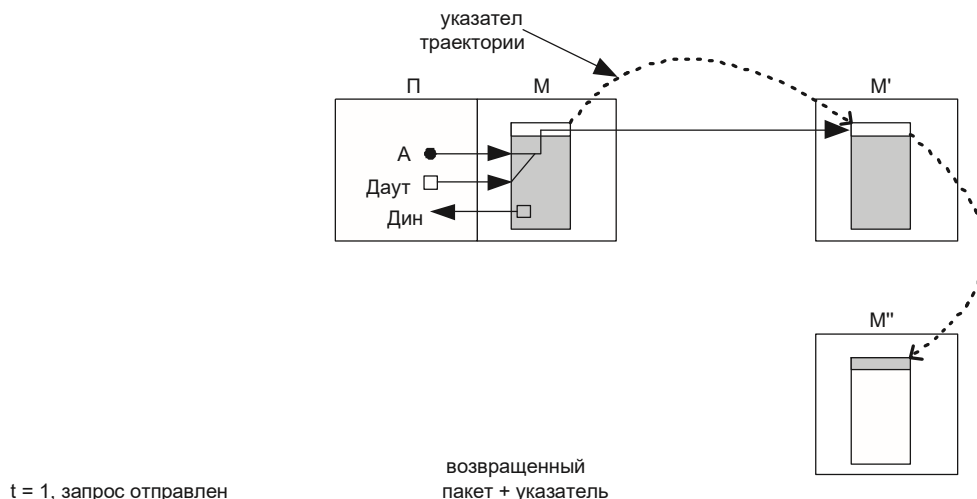 указател
траектории
П М М'
А
Даут
Дин
М"
возвращенный
t = 1, запрос отправлен пакет + указатель